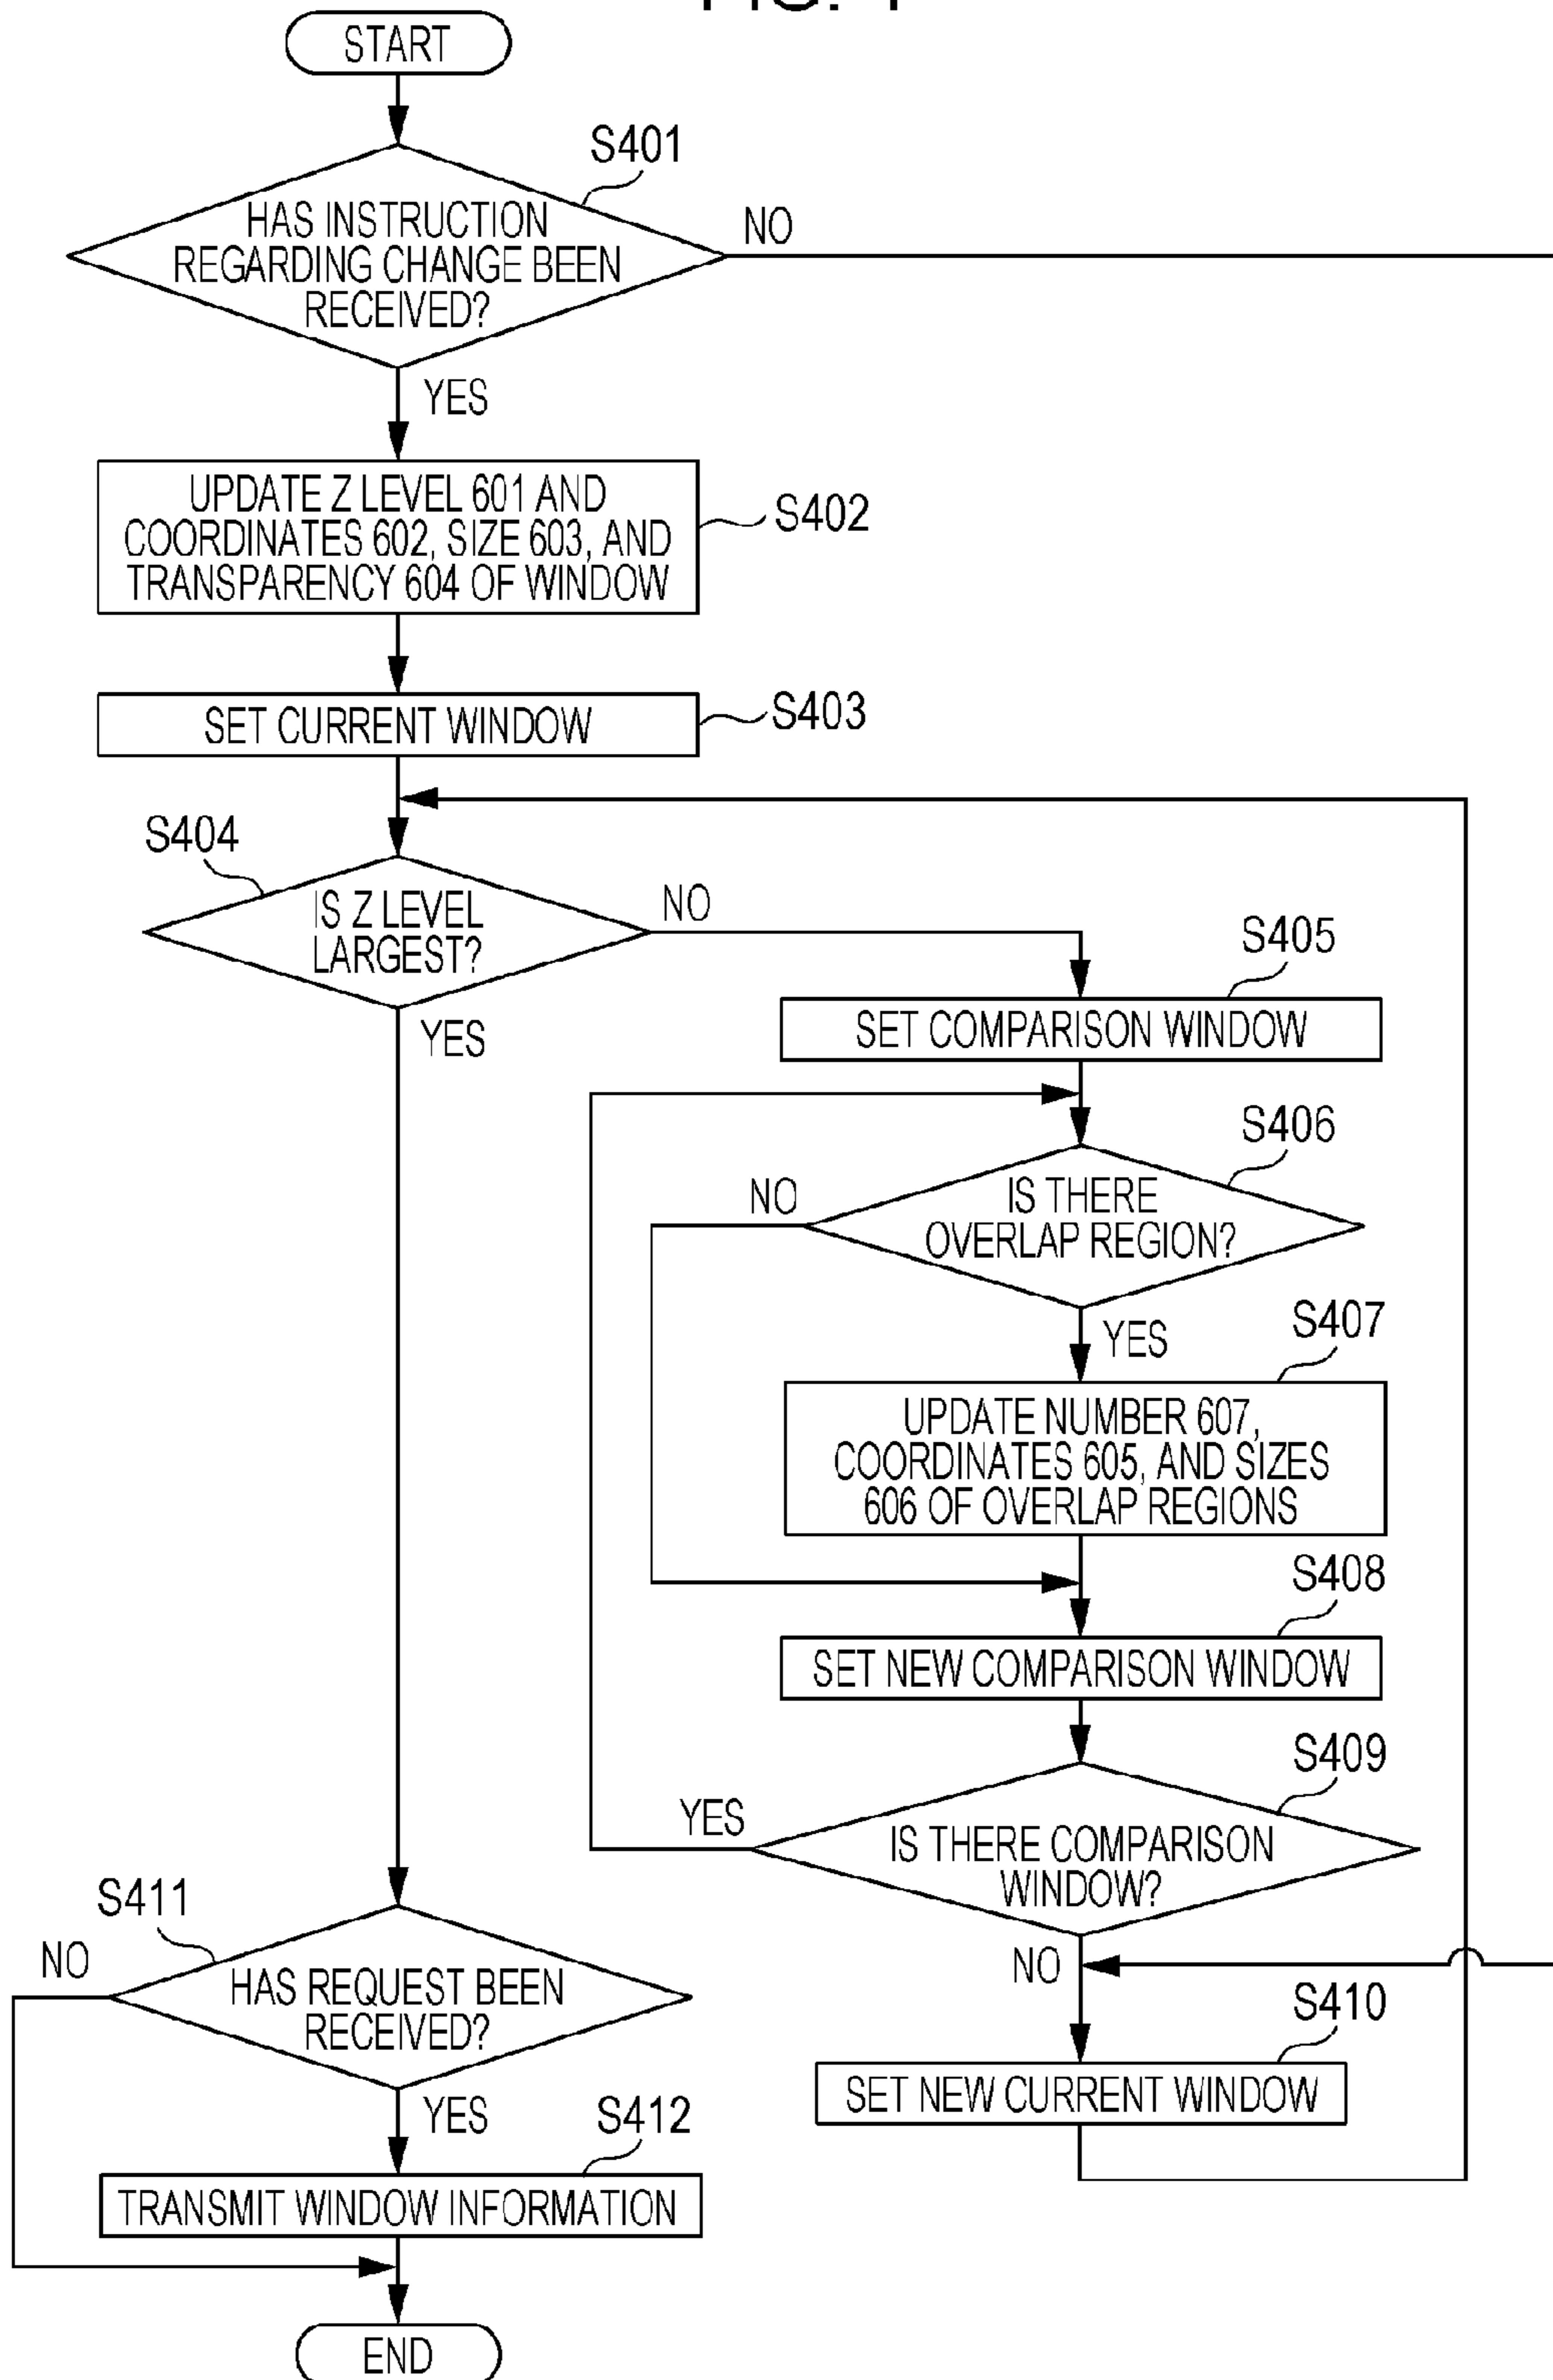 START
S401
HAS INSTRUCTION
REGARDING CHANGE BEEN
RECEIVED?
NO
YES
UPDATE Z LEVEL 601 AND
COORDINATES 602, SIZE 603, AND
TRANSPARENCY 604 OF WINDOW
S402
SET CURRENT WINDOW
S403
S404
IS Z LEVEL
LARGEST?
NO
YES
S405
SET COMPARISON WINDOW
S406
IS THERE
OVERLAP REGION?
NO
YES
S407
UPDATE NUMBER 607,
COORDINATES 605, AND SIZES
606 OF OVERLAP REGIONS
S408
SET NEW COMPARISON WINDOW
S409
YES
IS THERE COMPARISON
WINDOW?
NO
S410
SET NEW CURRENT WINDOW
S411
NO
HAS REQUEST BEEN
RECEIVED?
YES
S412
TRANSMIT WINDOW INFORMATION
END